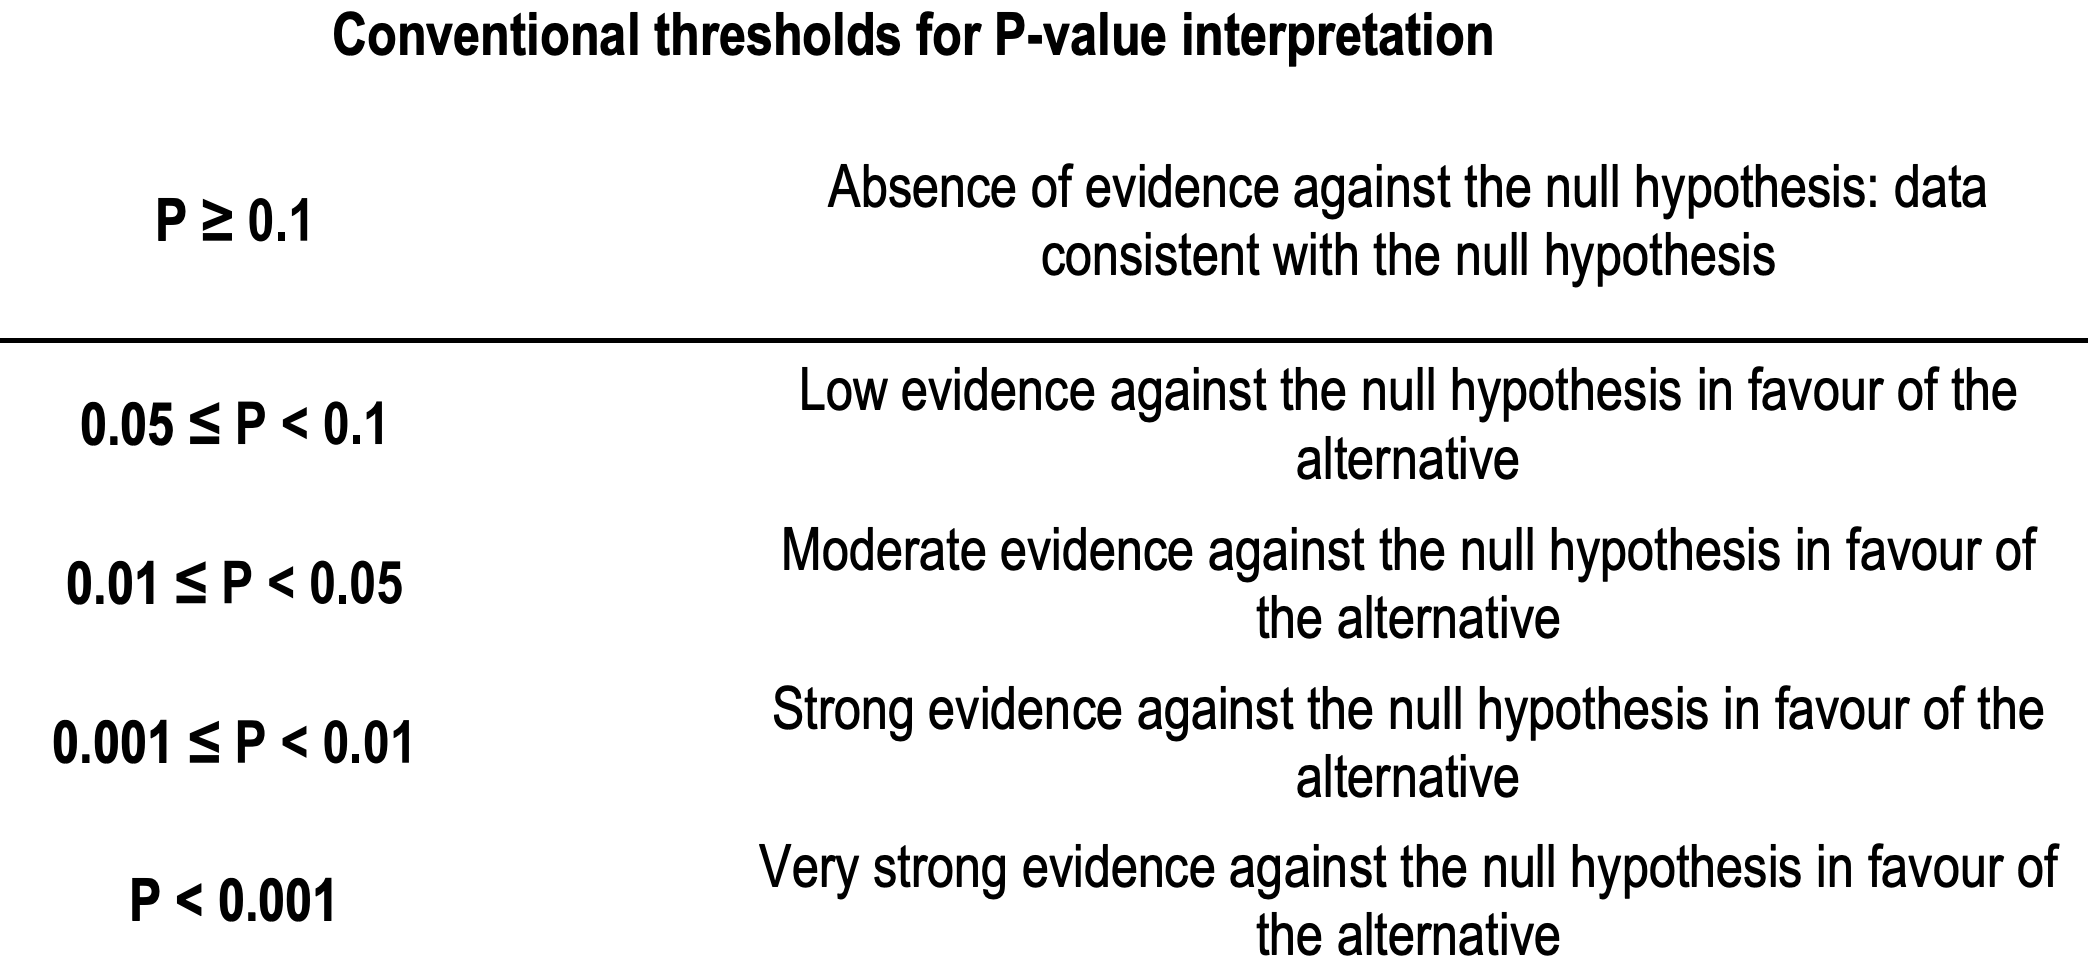 Conventional thresholds for P-value interpretation
P ≥ 0.1
Absence of evidence against the null hypothesis: data
consistent with the null hypothesis
0.05 ≤ P < 0.1
Low evidence against the null hypothesis in favour of the
alternative
0.01 ≤ P < 0.05
Moderate evidence against the null hypothesis in favour of
the alternative
0.001 ≤ P < 0.01
Strong evidence against the null hypothesis in favour of the
alternative
P < 0.001
Very strong evidence against the null hypothesis in favour of
the alternative